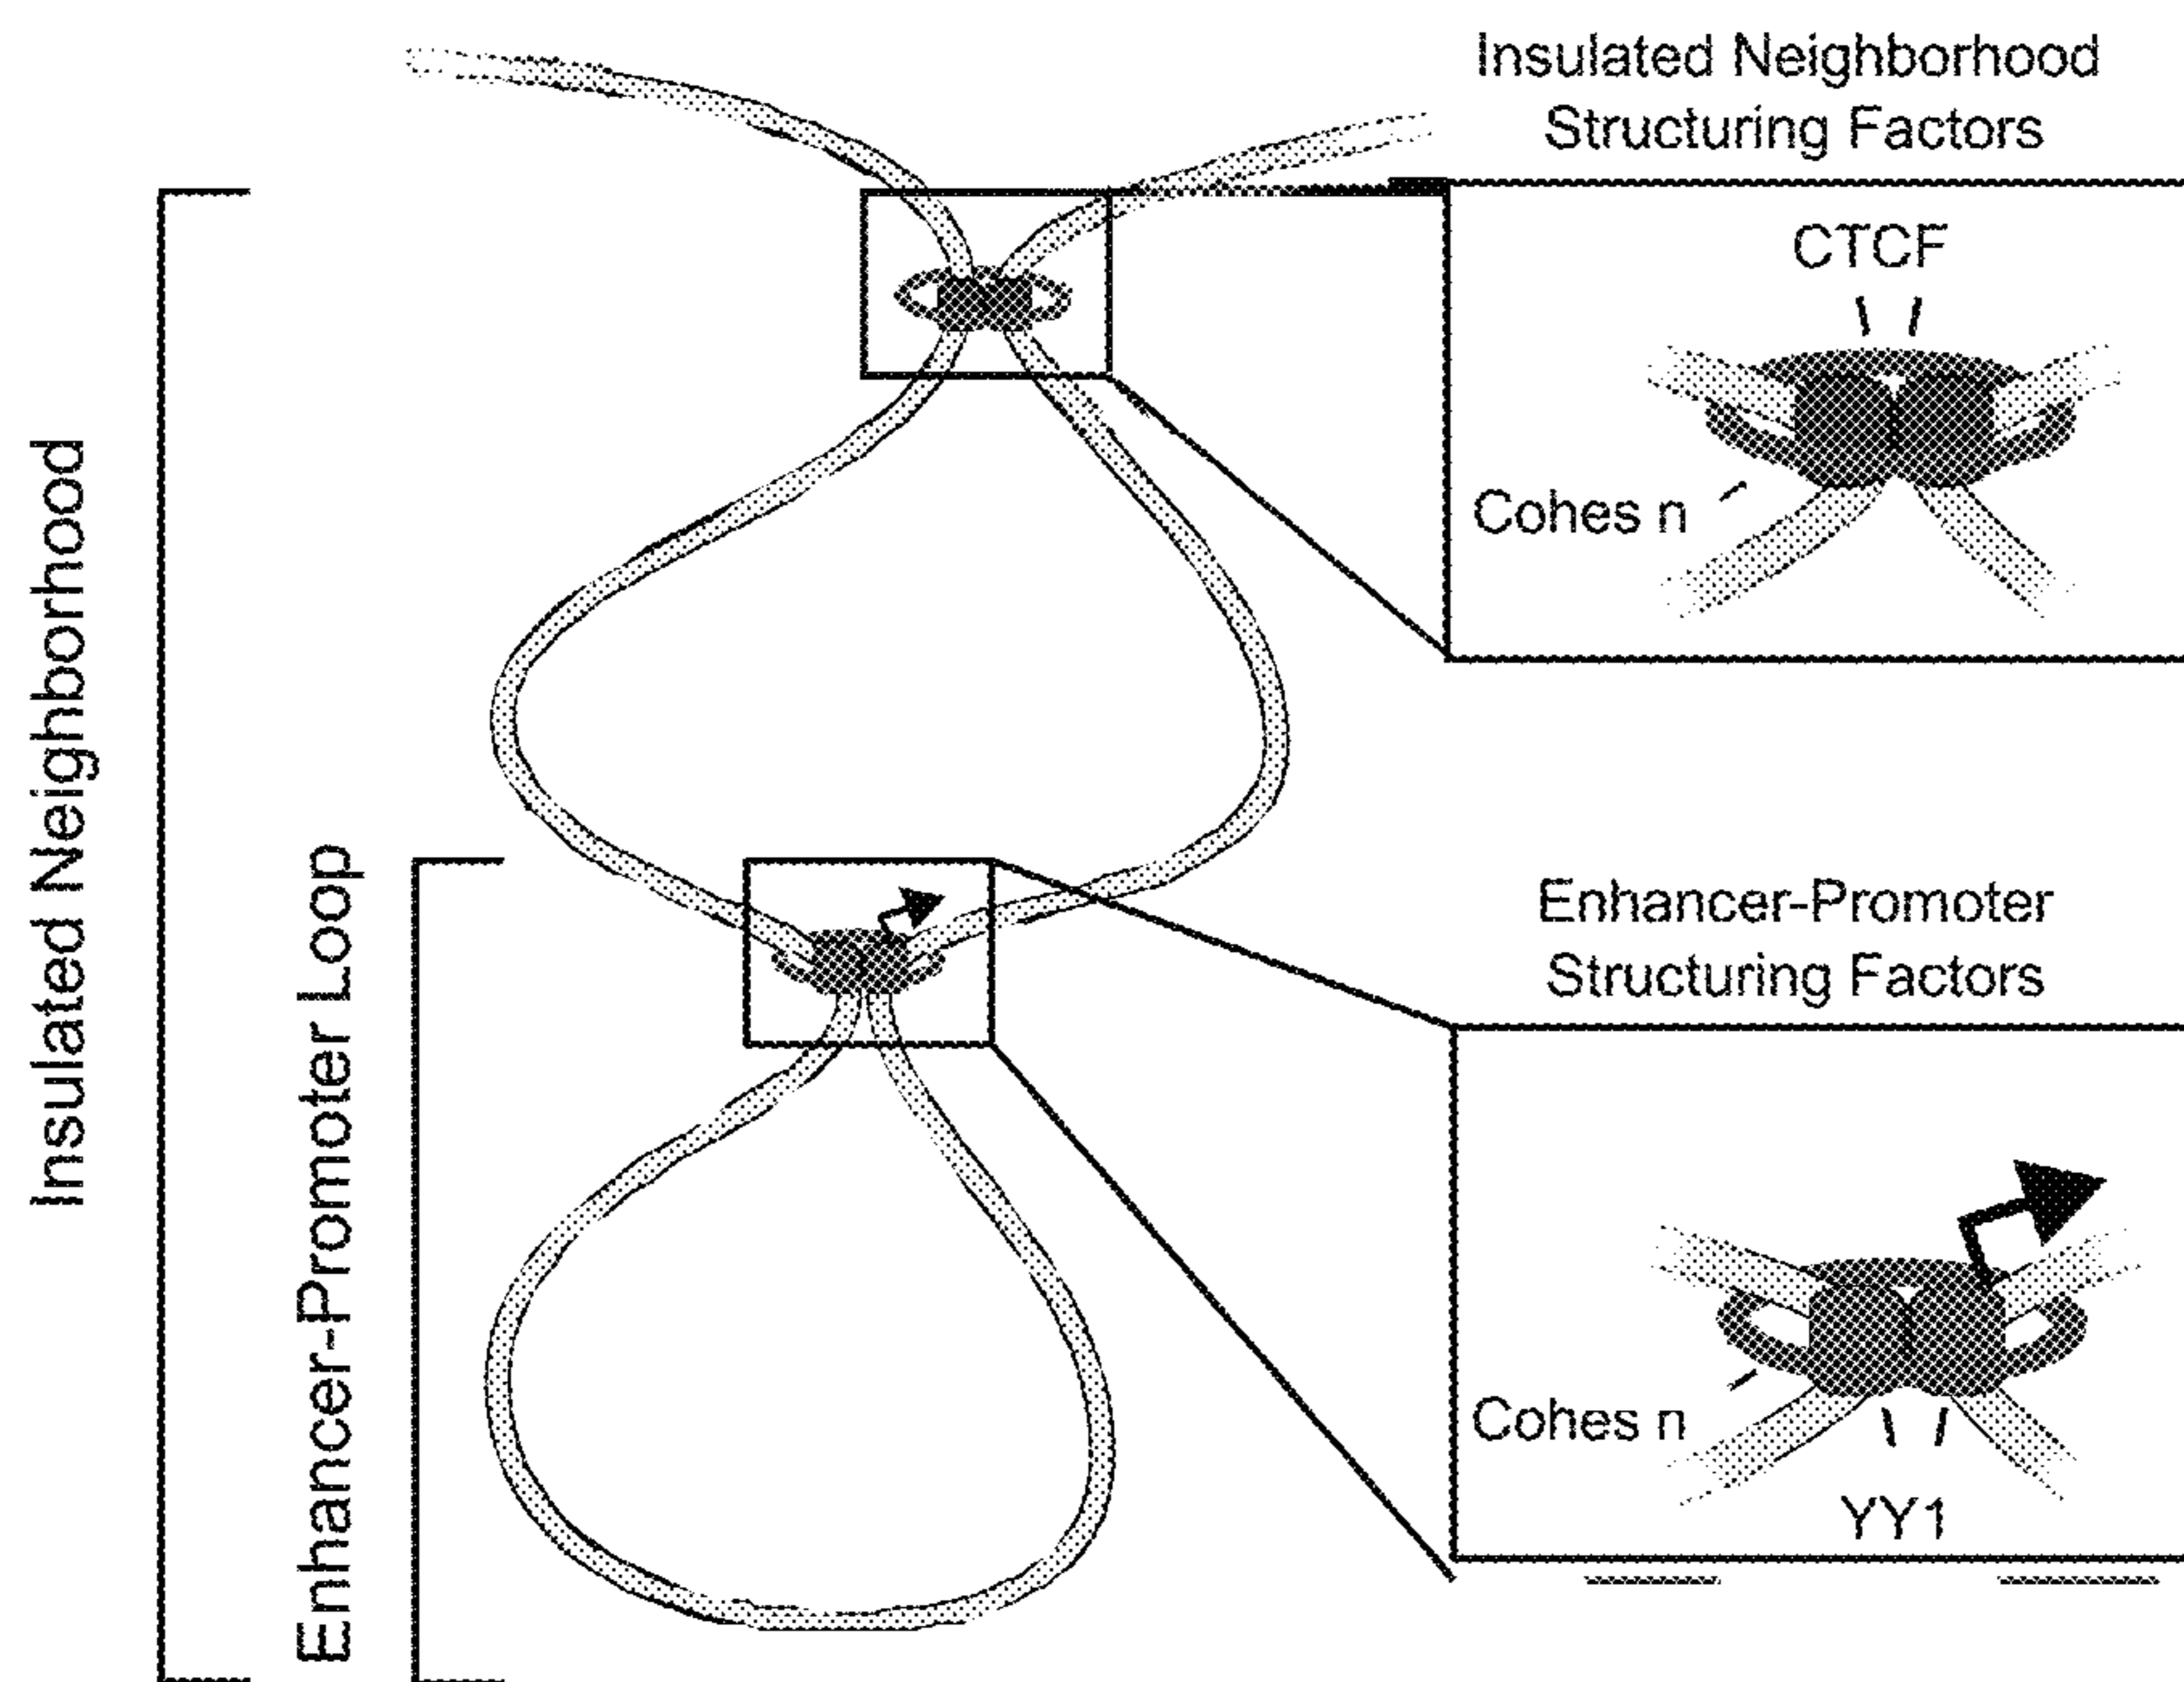 Insulated Neighborhood
Structuring Factors
CTCF
Cohes n
Insulated Neighborhood
Enhancer-Promoter Loop
Enhancer-Promoter
Structuring Factors
Cohes n
YY1